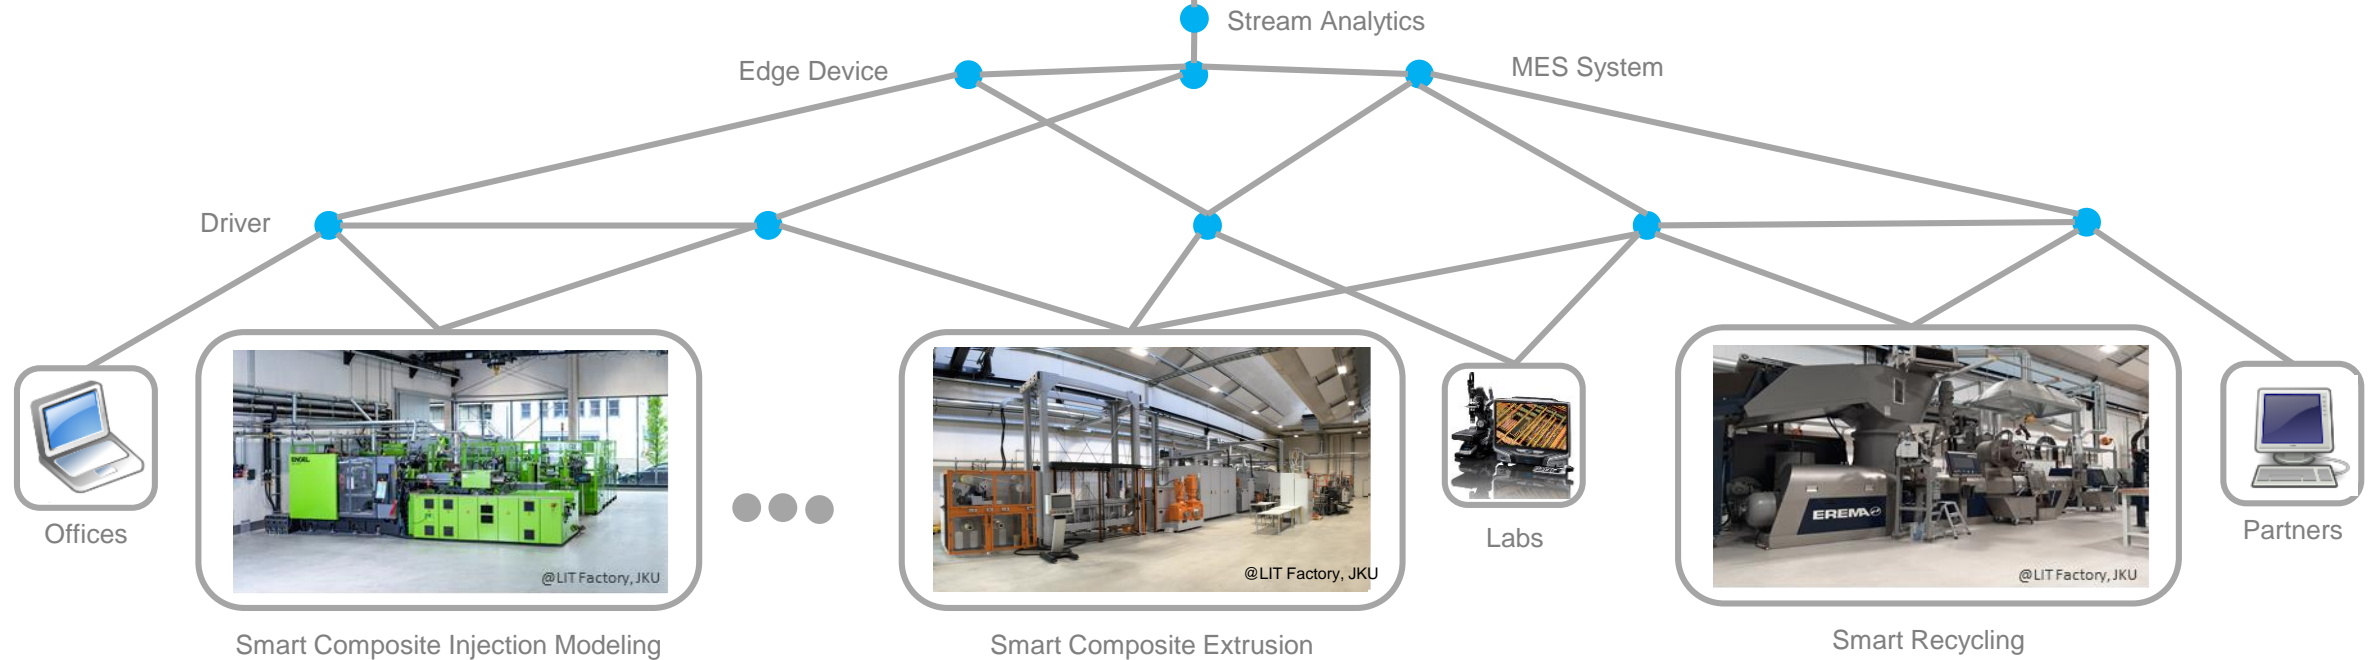 Stream Analytics
Edge Device
MES System
Driver
ENGEL
EREMA
@LIT Factory, JKU
@LIT Factory, JKU
@LIT Factory, JKU
Offices
Labs
Partners
Smart Composite Injection Modeling
Smart Composite Extrusion
Smart Recycling